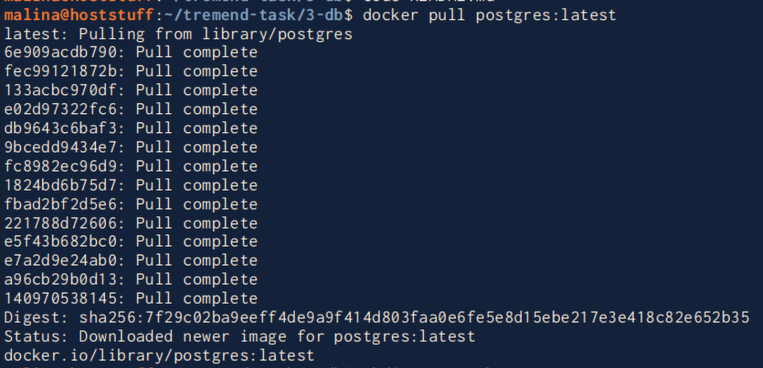 malina@hoststuff:~/tremend-task/3-db$ docker pull postgres:latest
latest: Pulling from library/postgres
6e909acdb790: Pull complete
fec99121872b: Pull complete
133acbc970df: Pull complete
e02d97322fc6: Pull complete
db9643c6baf3: Pull complete
9bcedd9434e7: Pull complete
fc8982ec96d9: Pull complete
1824bd6b75d7: Pull complete
fbad2bf2d5e6: Pull complete
221788d72606: Pull complete
e5f43b682bc0: Pull complete
e7a2d9e24ab0: Pull complete
a96cb29b0d13: Pull complete
140970538145: Pull complete
Digest: sha256:7f29c02ba9eeff4de9a9f414d803faa0e6fe5e8d15ebe217e3e418c82e652b35
Status: Downloaded newer image for postgres:latest
docker.io/library/postgres:latest